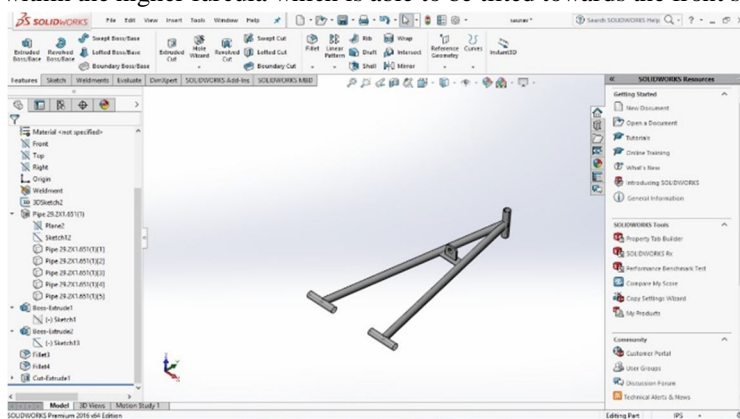 within the higher furcula which is able to be tilted towards the front s
SOLIDWORKS File Edit View Insert Tools Window Help Search SOLIDWORKS Help
Extruded Boss/Base
Revolved Boss/Base
Swept Boss/Base
Lofted Boss/Base
Boundary Boss/Base
Extruded Cut
Hole Wizard
Revolved Cut
Swept Cut
Lofted Cut
Boundary Cut
Fillet
Linear Pattern
Rib
Draft
Shell
Wrap
Intersect
Mirror
Reference Geometry
Curves
Instant3D
Features Sketch Weldments Evaluate DimXpert SOLIDWORKS Add-Ins SOLIDWORKS MBD
Material <not specified>
Front
Top
Right
Origin
Weldment
3DSketch2
Pipe 29.2X1.651(1)
Plane2
Sketch12
Pipe 29.2X1.651(1)[1]
Pipe 29.2X1.651(1)[2]
Pipe 29.2X1.651(1)[3]
Pipe 29.2X1.651(1)[4]
Pipe 29.2X1.651(1)[5]
Boss-Extrude1
(-) Sketch1
Boss-Extrude2
(-) Sketch13
Fillet3
Fillet4
Cut-Extrude1
SOLIDWORKS Resources
Getting Started
New Document
Open a Document
Tutorials
Online Training
What's New
Introducing SOLIDWORKS
General Information
SOLIDWORKS Tools
Property Tab Builder
SOLIDWORKS Rx
Performance Benchmark Test
Compare My Score
Copy Settings Wizard
My Products
Community
Customer Portal
User Groups
Discussion Forum
Technical Alerts & News
Model 3D Views Motion Study 1
SOLIDWORKS Premium 2016 x64 Edition
Editing Part IPS